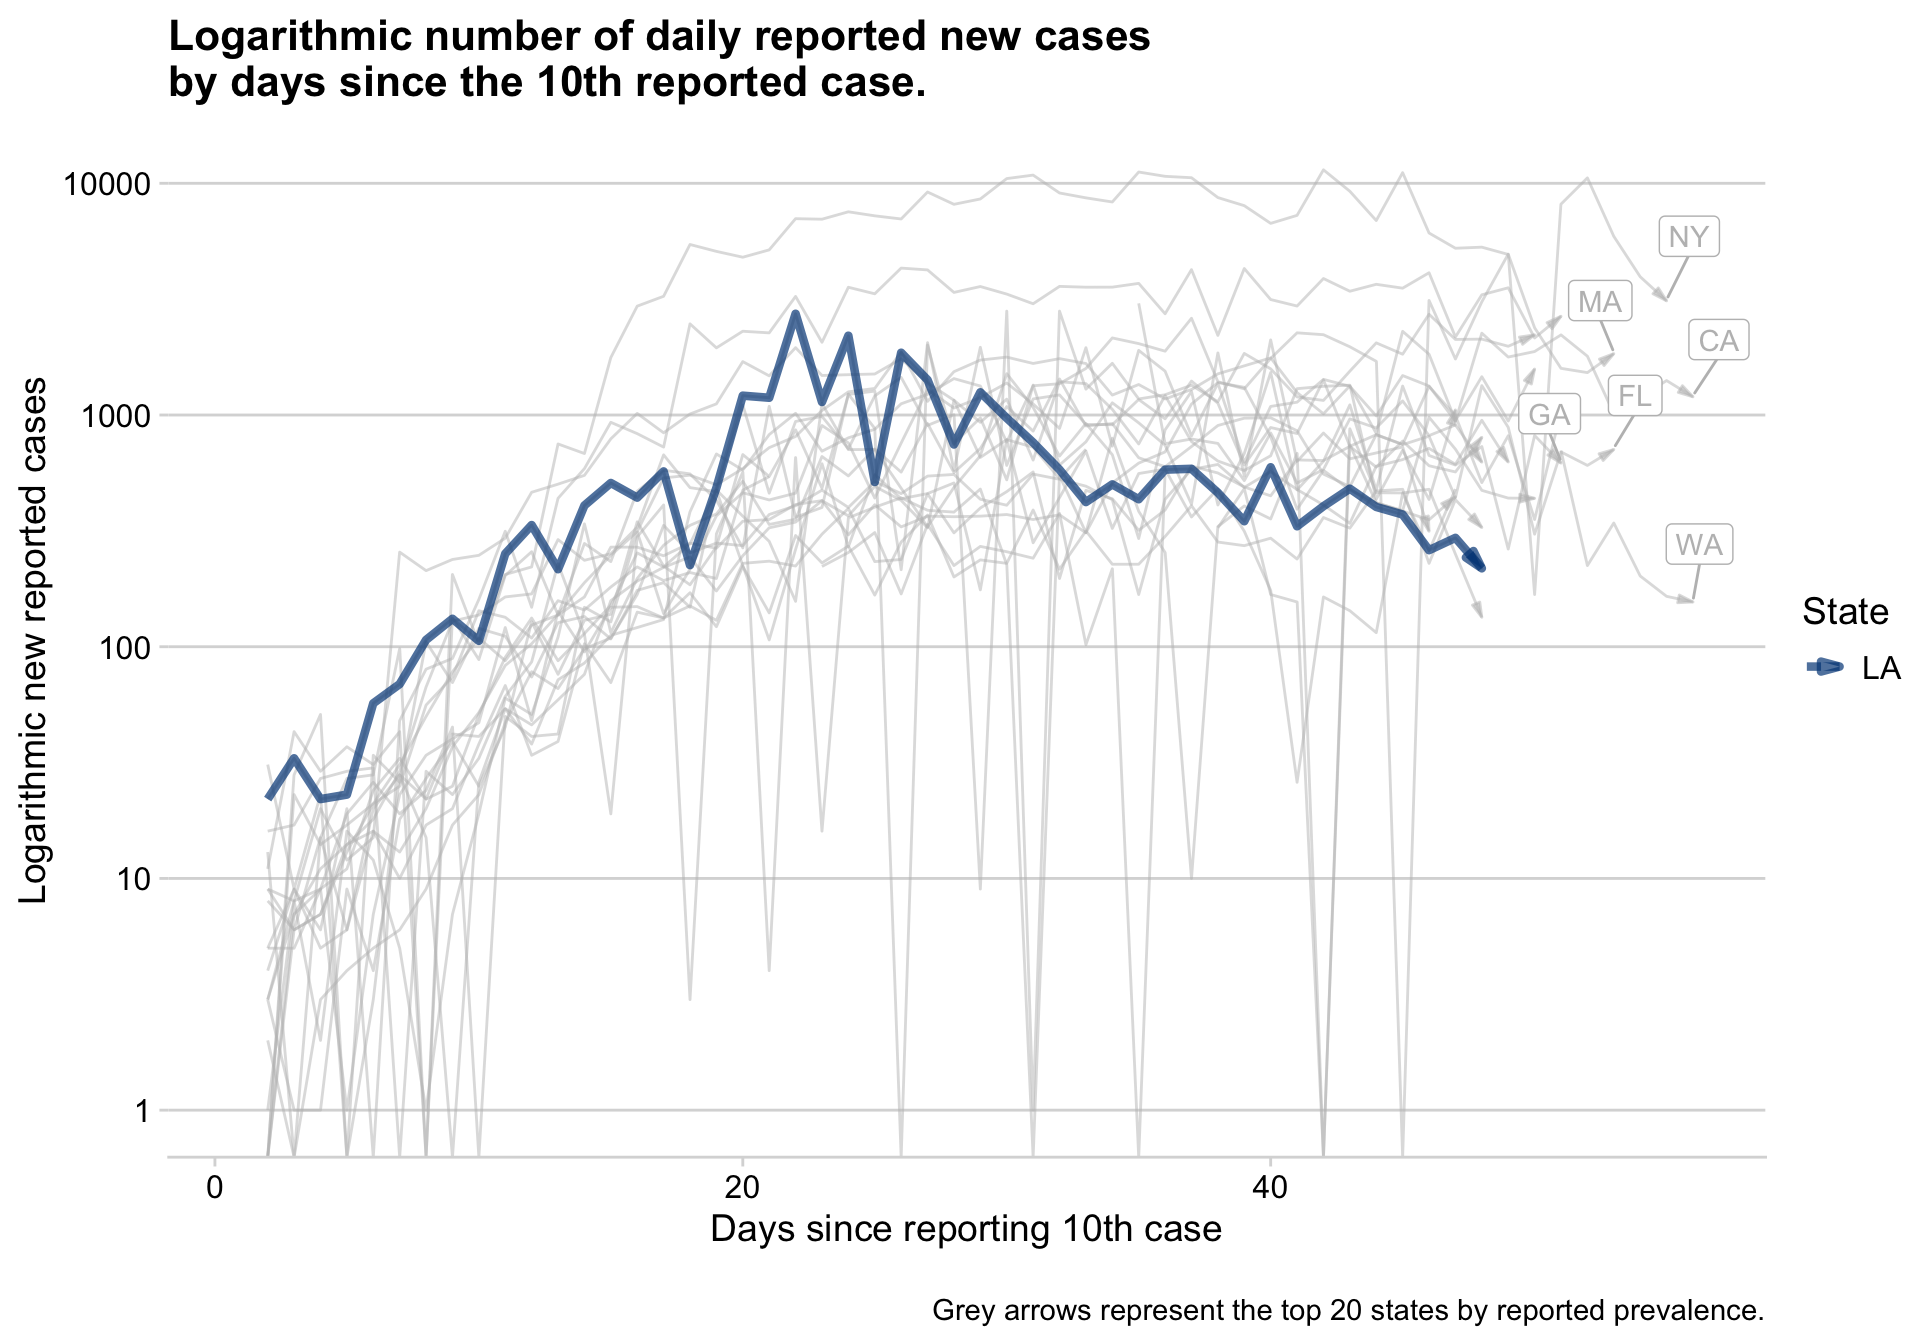 Logarithmic number of daily reported new cases
by days since the 10th reported case.
Logarithmic new reported cases
10000
1000
100
10
1
NY
MA
CA
FL
GA
WA
State
LA
0
20
40
Days since reporting 10th case
Grey arrows represent the top 20 states by reported prevalence.